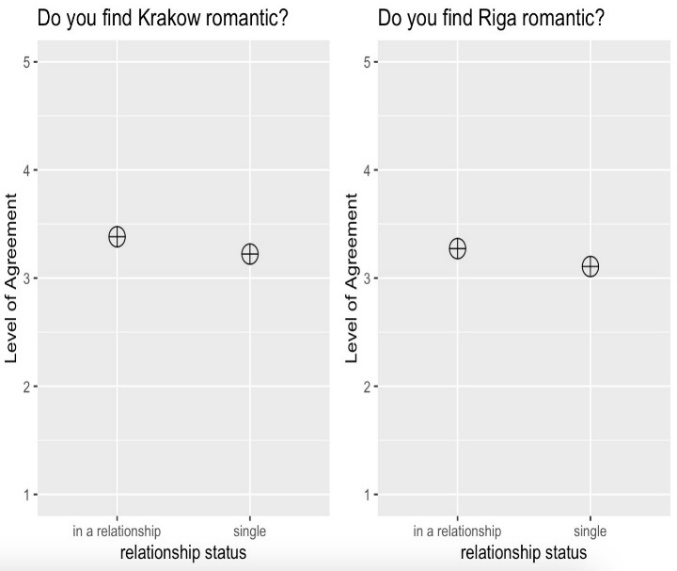 Do you find Krakow romantic?
5
4
3
2
1
Level of Agreement
in a relationship single
relationship status
Do you find Riga romantic?
5
4
3
2
1
Level of Agreement
in a relationship single
relationship status